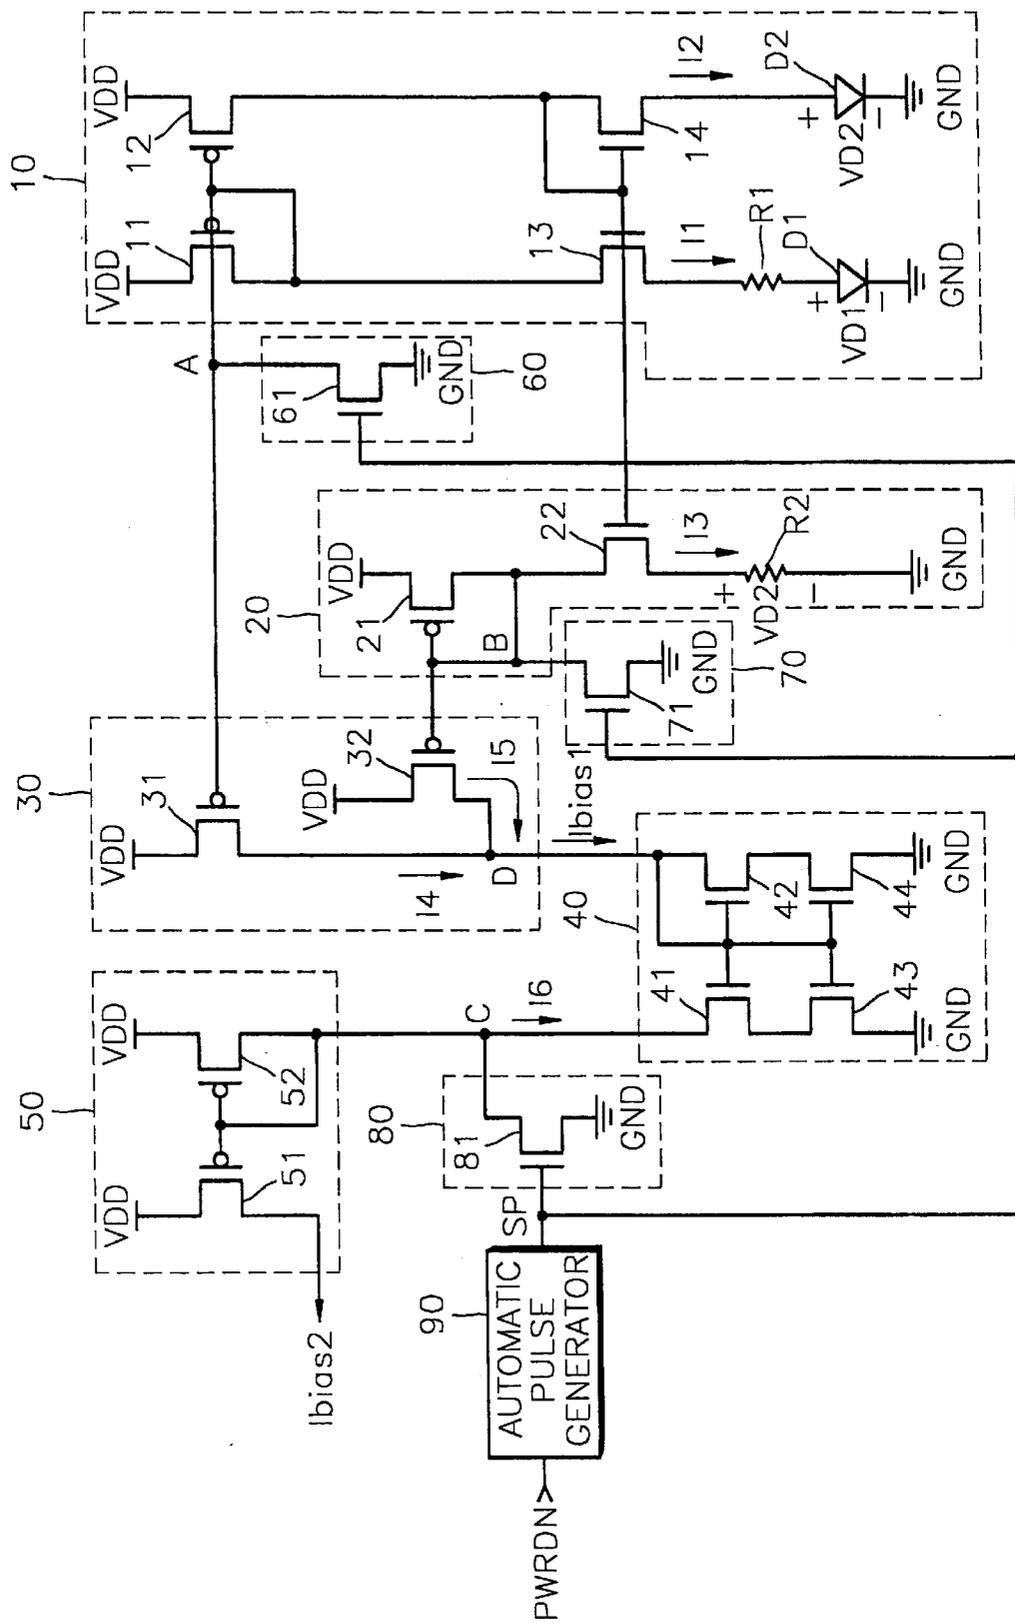 10
VDD
VDD
12
11
13
14
I1
I2
R1
D1
D2
+
+
VD1
VD2
−
−
GND
GND
A
61
GND
60
20
VDD
21
22
B
I3
R2
+
VD2
−
GND
71
GND
70
30
VDD
31
VDD
32
I5
I4
D
Ibias1
40
41
42
43
44
GND
GND
50
VDD
VDD
52
51
C
I6
80
81
GND
SP
Ibias2
90
AUTOMATIC
PULSE
GENERATOR
PWRDN>